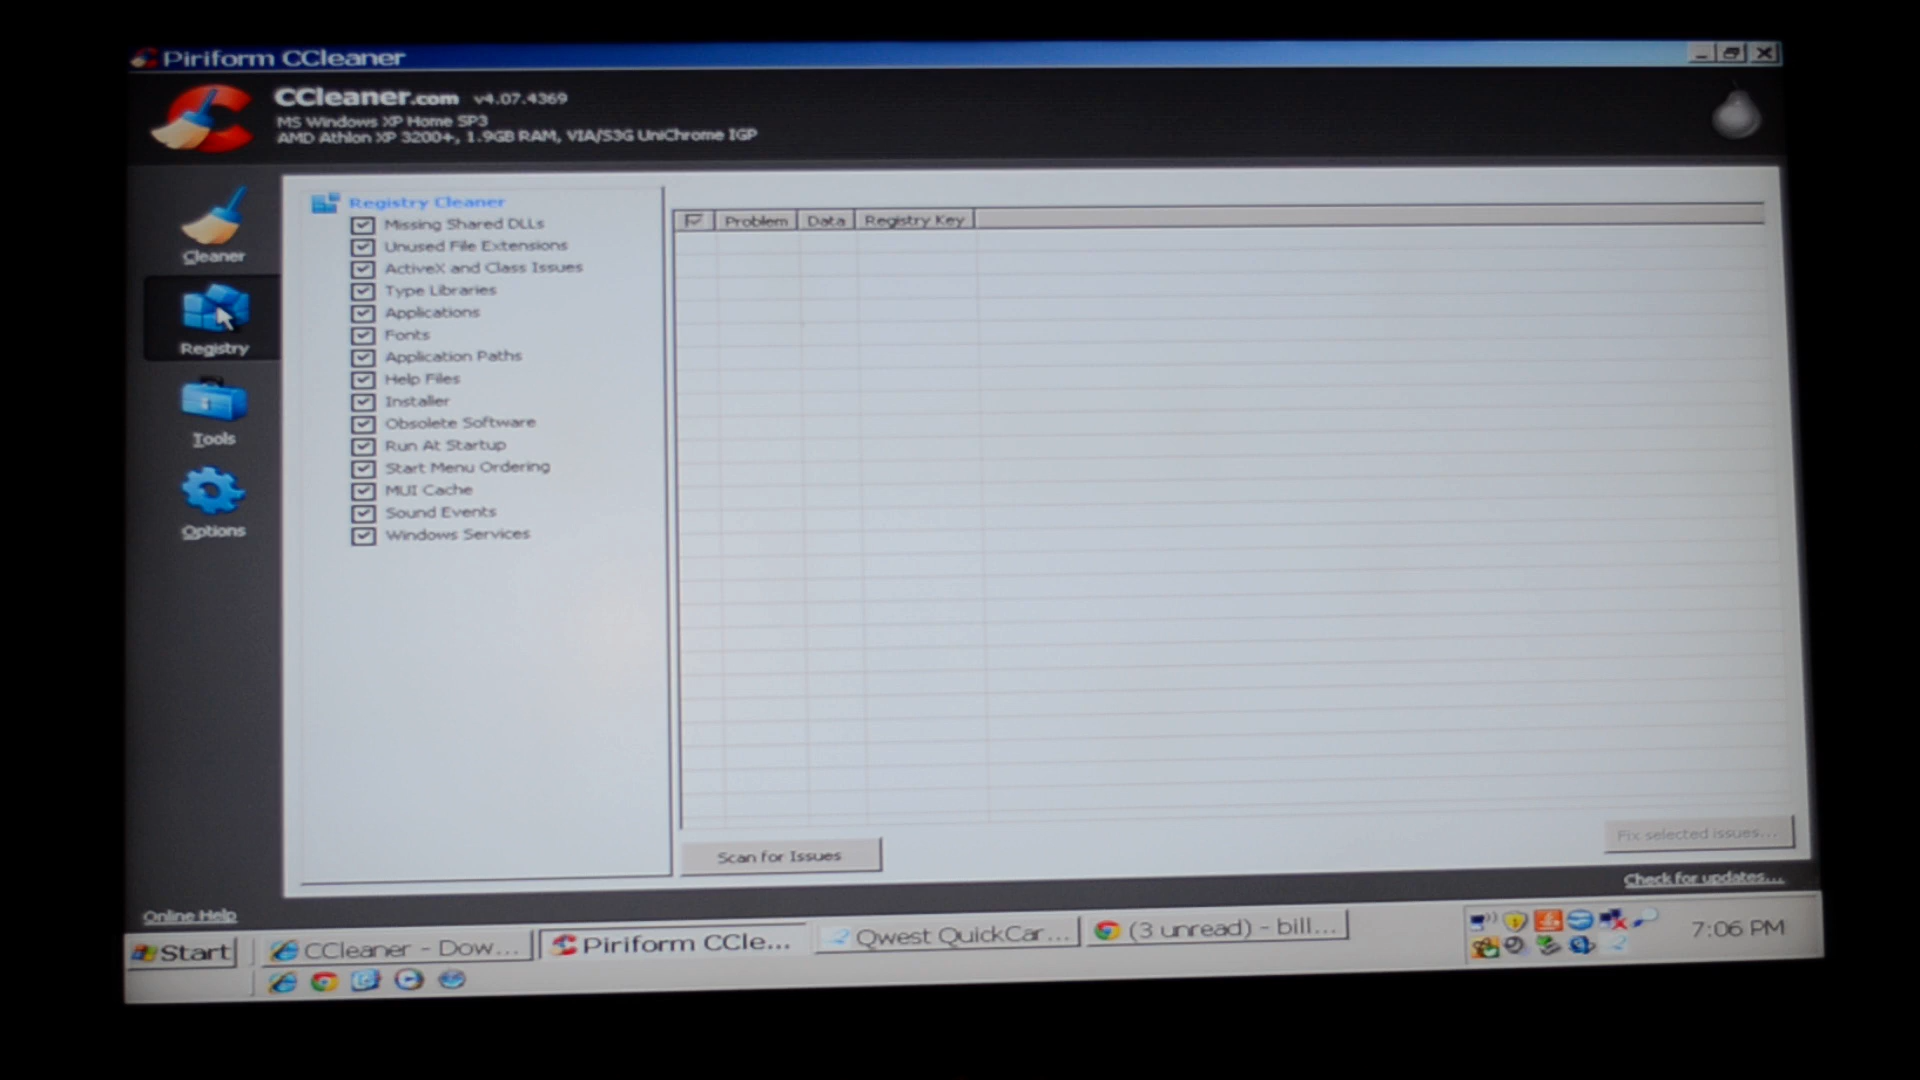 Piriform CCleaner
CCleaner.com v4.07.4369
MS Windows XP Home SP3
AMD Athlon XP 3200+, 1.9GB RAM, VIA/S3G UniChrome IGP
Cleaner
Registry
Tools
Options
Registry Cleaner
Missing Shared DLLs
Unused File Extensions
ActiveX and Class Issues
Type Libraries
Applications
Fonts
Application Paths
Help Files
Installer
Obsolete Software
Run At Startup
Start Menu Ordering
MUI Cache
Sound Events
Windows Services
Problem Data Registry Key
Scan for Issues
Fix selected issues...
Online Help
Check for updates...
Start
CCleaner - Dow...
Piriform CCle...
Qwest QuickCar...
(3 unread) - bill...
7:06 PM